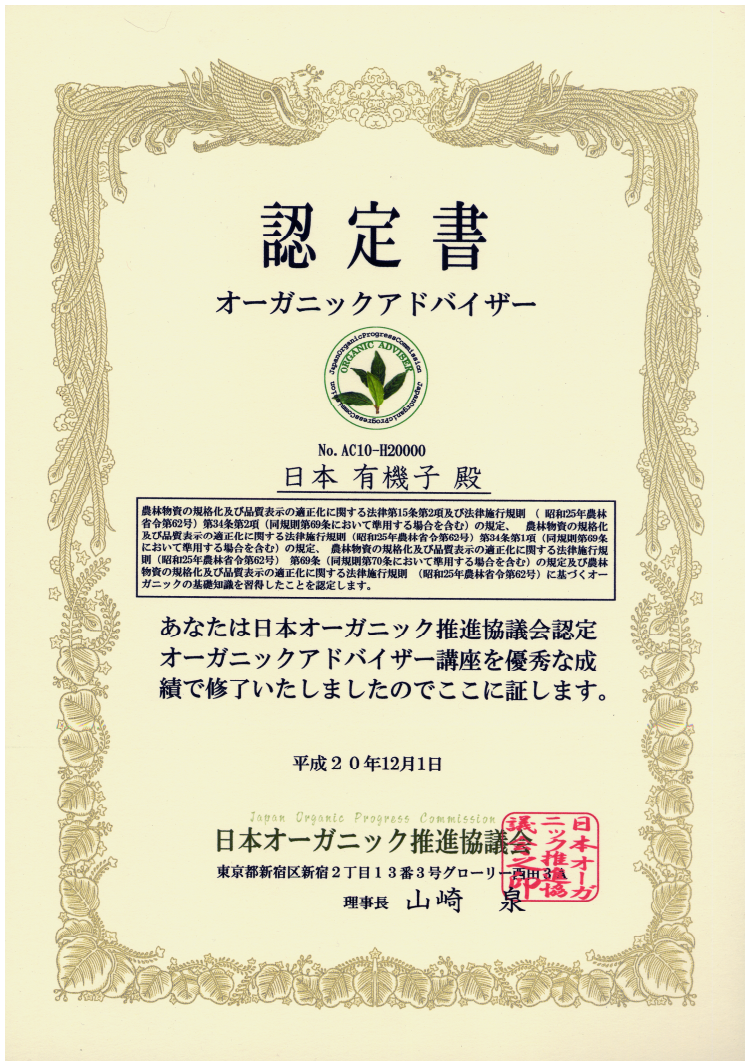 認定書
オーガニックアドバイザー
JapanOrganicProgressCommission JapanOrganicProgressCommission
ORGANIC ADVISER
No. AC10-H20000
日本 有機子 殿
農林物資の規格化及び品質表示の適正化に関する法律第15条第2項及び法律施行規則 ( 昭和25年農林
省令第62号) 第34条第2項 (同規則第69条において準用する場合を含む) の規定、 農林物資の規格化
及び品質表示の適正化に関する法律施行規則 (昭和25年農林省令第62号) 第34条第1項 (同規則第69条
において準用する場合を含む) の規定、 農林物資の規格化及び品質表示の適正化に関する法律施行規
則 (昭和25年農林省令第62号) 第69条 (同規則第70条において準用する場合を含む) の規定及び農林
物資の規格化及び品質表示の適正化に関する法律施行規則 (昭和25年農林省令第62号) に基づくオー
ガニックの基礎知識を習得したことを認定します。
あなたは日本オーガニック推進協議会認定
オーガニックアドバイザー講座を優秀な成
績で修了いたしましたのでここに証します。
平成20年12月1日
Japan Organic Progress Commission
日本オーガニック推進協議会
東京都新宿区新宿2丁目13番3号グローリー西田3A
理事長 山崎 泉
日本オーガ
ニック推進協
議会之印